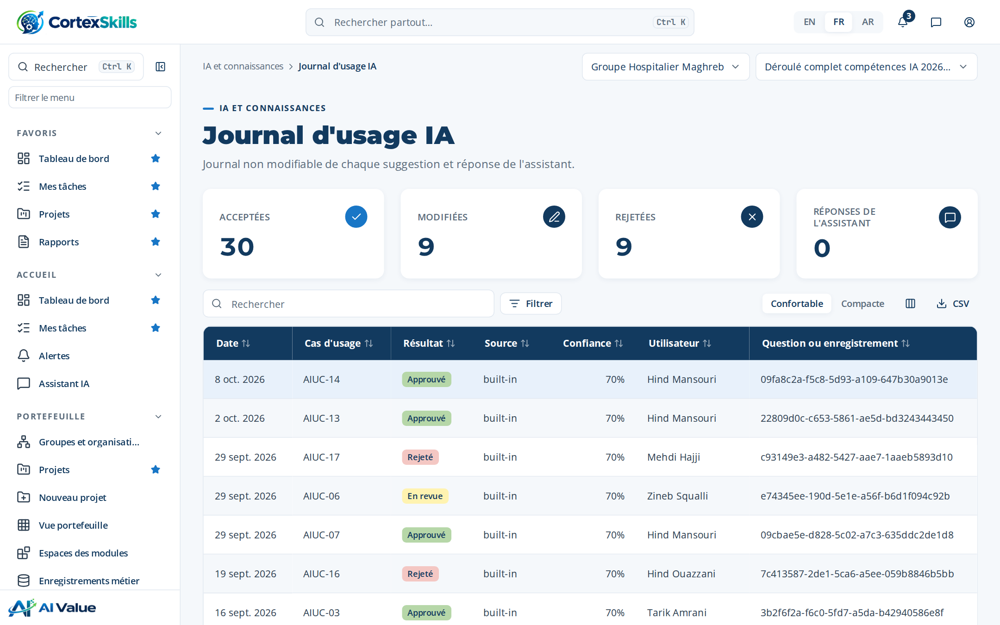 CortexSkills
Rechercher partout...
Ctrl K
EN
FR
AR
3
Rechercher
Ctrl K
Filtrer le menu
FAVORIS
Tableau de bord
Mes tâches
Projets
Rapports
ACCUEIL
Tableau de bord
Mes tâches
Alertes
Assistant IA
PORTEFEUILLE
Groupes et organisati...
Projets
Nouveau projet
Vue portefeuille
Espaces des modules
Enregistrements métier
AI Value
IA et connaissances > Journal d'usage IA
Groupe Hospitalier Maghreb
Déroulé complet compétences IA 2026...
IA ET CONNAISSANCES
Journal d'usage IA
Journal non modifiable de chaque suggestion et réponse de l'assistant.
ACCEPTÉES
30
MODIFIÉES
9
REJETÉES
9
RÉPONSES DE
L'ASSISTANT
0
Rechercher
Filtrer
Confortable
Compacte
CSV
Date Cas d'usage Résultat Source Confiance Utilisateur Question ou enregistrement
8 oct. 2026 AIUC-14 Approuvé built-in 70% Hind Mansouri 09fa8c2a-f5c8-5d93-a109-647b30a9013e
2 oct. 2026 AIUC-13 Approuvé built-in 70% Hind Mansouri 22809d0c-c653-5861-ae5d-bd3243443450
29 sept. 2026 AIUC-17 Rejeté built-in 70% Mehdi Hajji c93149e3-a482-5427-aae7-1aaeb5893d10
29 sept. 2026 AIUC-06 En revue built-in 70% Zineb Squalli e74345ee-190d-5e1e-a56f-b6d1f094c92b
29 sept. 2026 AIUC-07 Approuvé built-in 70% Hind Mansouri 09cbae5e-d828-5c02-a7c3-635ddc2de1d8
19 sept. 2026 AIUC-16 Rejeté built-in 70% Hind Ouazzani 7c413587-2de1-5ca6-a5ee-059b8846b5bb
16 sept. 2026 AIUC-03 Approuvé built-in 70% Tarik Amrani 3b2f6f2a-f6c0-5fd7-a5da-b42940586e8f